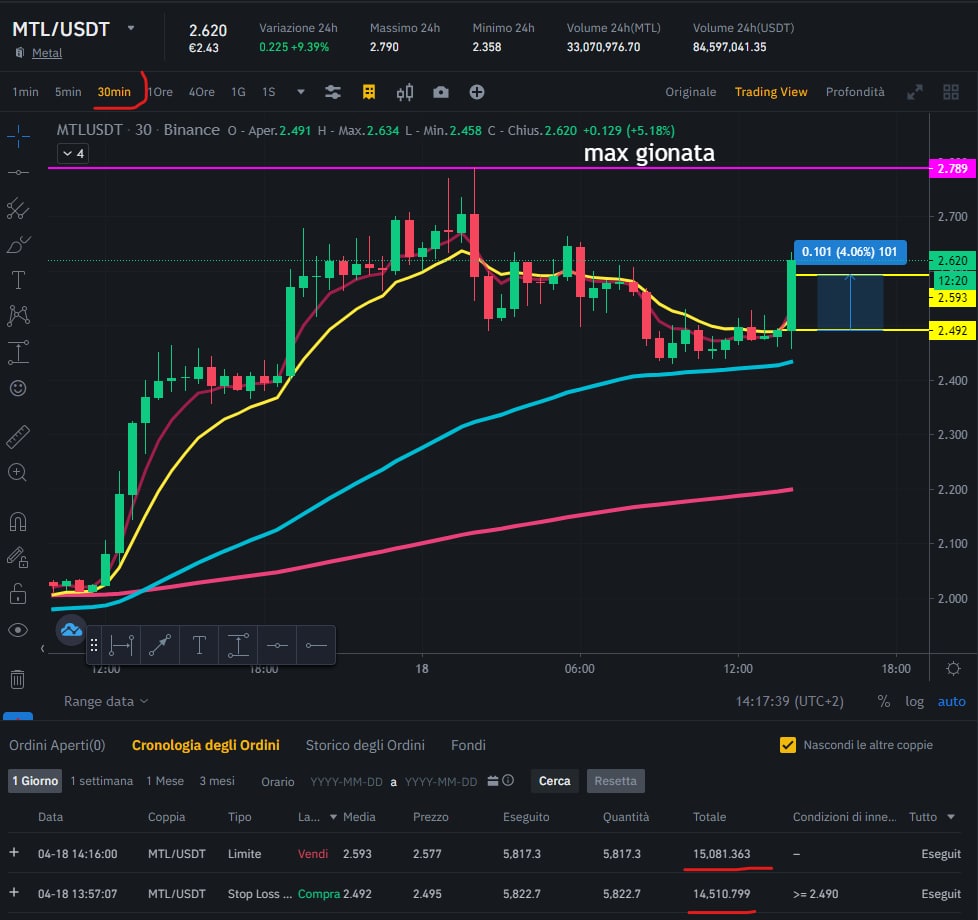 MTL/USDT
Metal
2.620
€2.43
Variazione 24h
0.225 +9.39%
Massimo 24h
2.790
Minimo 24h
2.358
Volume 24h(MTL)
33,070,976.70
Volume 24h(USDT)
84,597,041.35
1min 5min 30min 1Ore 4Ore 1G 1S
Originale Trading View Profondità
MTLUSDT · 30 · Binance O - Aper.2.491 H - Max.2.634 L - Min.2.458 C - Chius.2.620 +0.129 (+5.18%)
4
max gionata
2.789
2.700
0.101 (4.06%) 101
2.620
12:20
2.593
2.492
2.400
2.300
2.200
2.100
2.000
12:00 18:00 18 06:00 12:00 18:00
Range data 14:17:39 (UTC+2) % log auto
Ordini Aperti(0) Cronologia degli Ordini Storico degli Ordini Fondi Nascondi le altre coppie
1 Giorno 1 settimana 1 Mese 3 mesi Orario YYYY-MM-DD a YYYY-MM-DD Cerca Resetta
Data Coppia Tipo La... Media Prezzo Eseguito Quantità Totale Condizioni di inne... Tutto
04-18 14:16:00 MTL/USDT Limite Vendi 2.593 2.577 5,817.3 5,817.3 15,081.363 – Eseguit
04-18 13:57:07 MTL/USDT Stop Loss ... Compra 2.492 2.495 5,822.7 5,822.7 14,510.799 >= 2.490 Eseguit